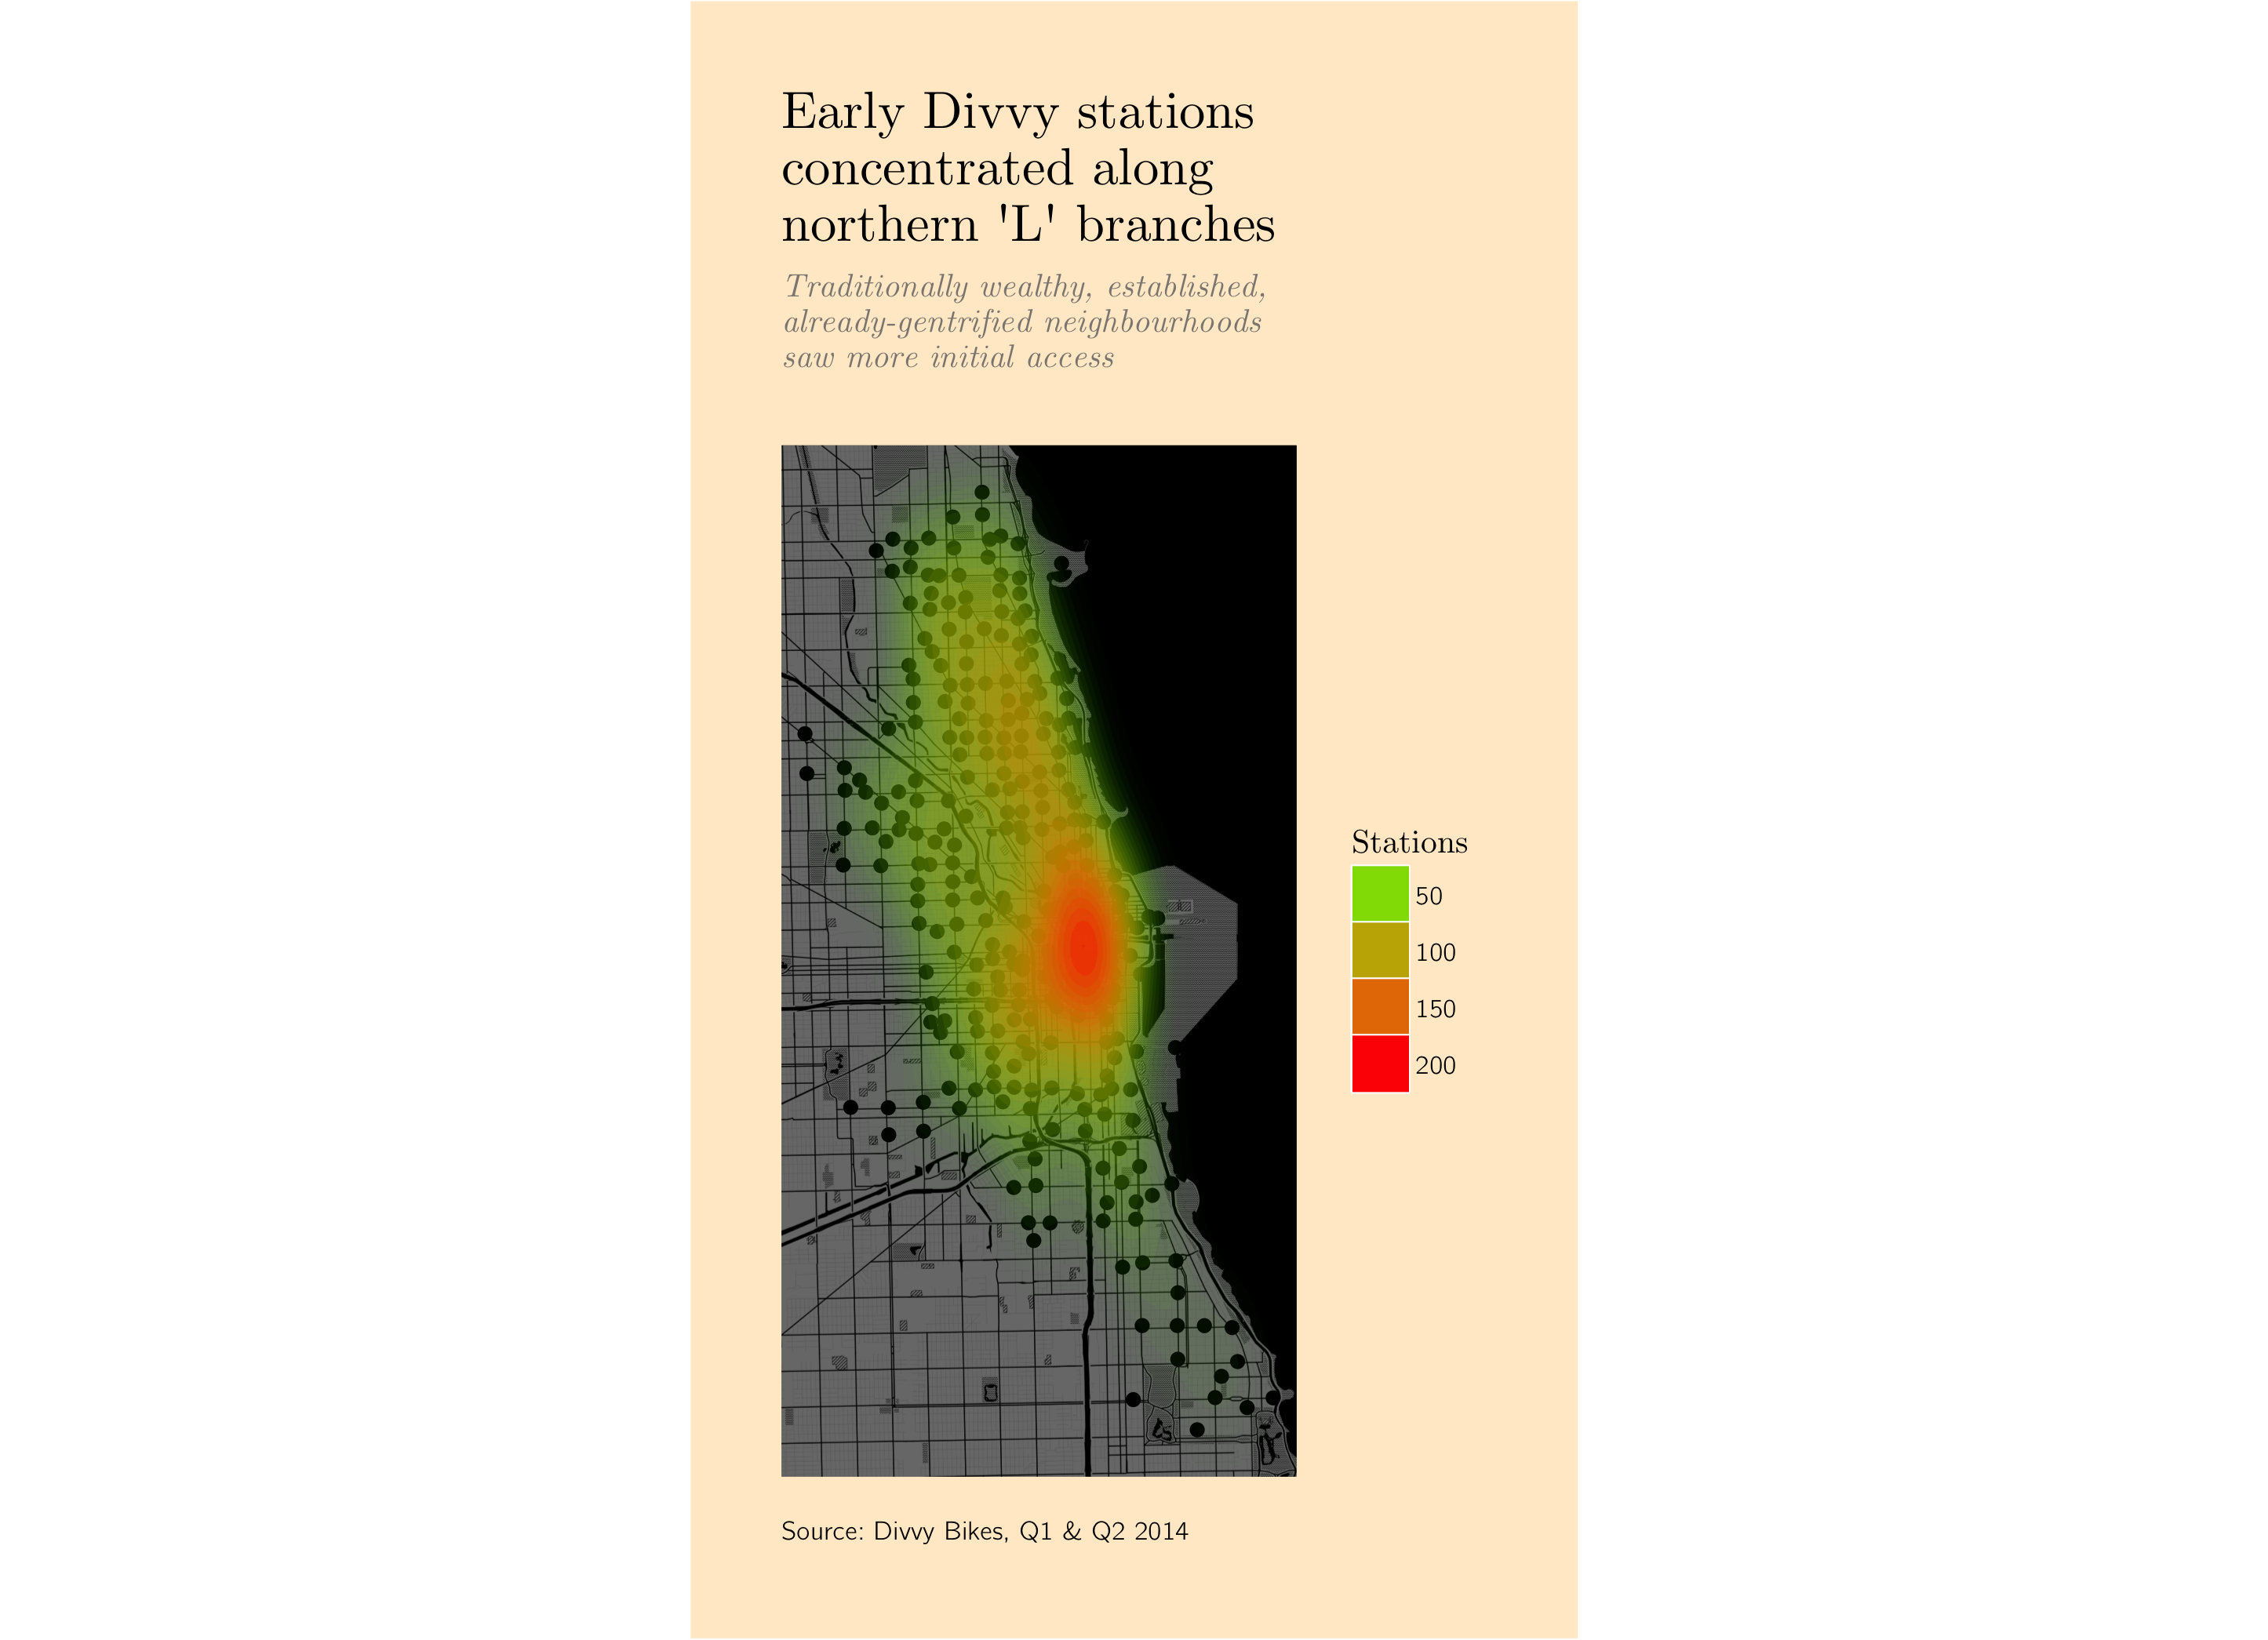 Early Divvy stations
concentrated along
northern 'L' branches
Traditionally wealthy, established,
already-gentrified neighbourhoods
saw more initial access
Stations
50
100
150
200
Source: Divvy Bikes, Q1 & Q2 2014